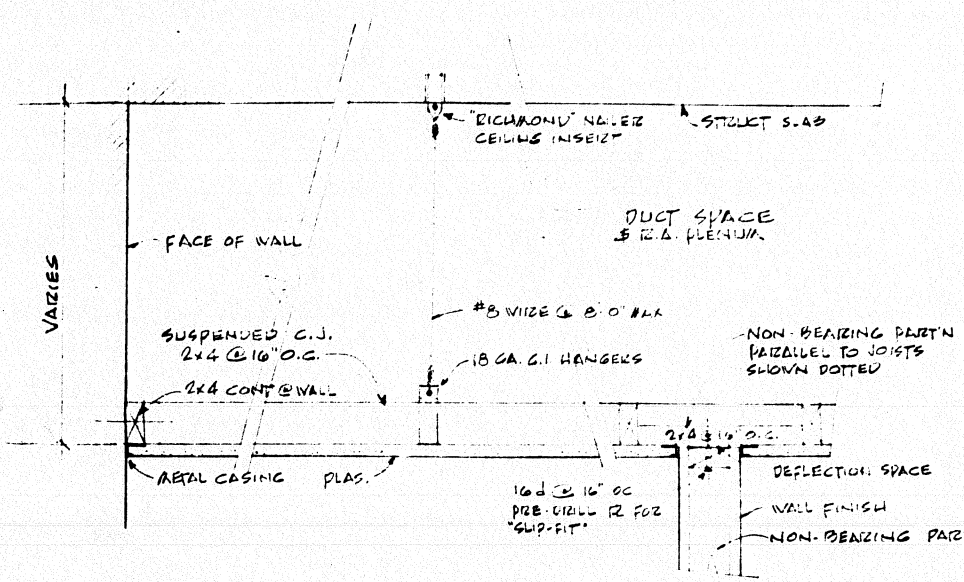 "RICHMOND" NAILER
CEILING INSERT
STRUCT SLAB
DUCT SPACE
& R.A. PLENUM
FACE OF WALL
VARIES
#8 WIRE @ 8'-0" MAX
SUSPENDED C.J.
2x4 @ 16" O.C.
18 GA. G.I HANGERS
NON-BEARING PART'N
PARALLEL TO JOISTS
SHOWN DOTTED
2x4 CONT @ WALL
2x4 @ 16" O.C.
METAL CASING
PLAS.
DEFLECTION SPACE
16d @ 16" OC
PRE-DRILL FOR
"SLIP-FIT"
WALL FINISH
NON-BEARING PAR